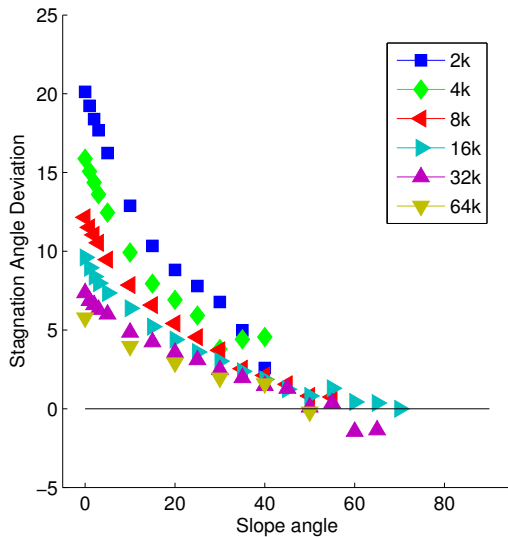 25
20
15
10
5
0
−5
Stagnation Angle Deviation
2k
4k
8k
16k
32k
64k
0 20 40 60 80
Slope angle